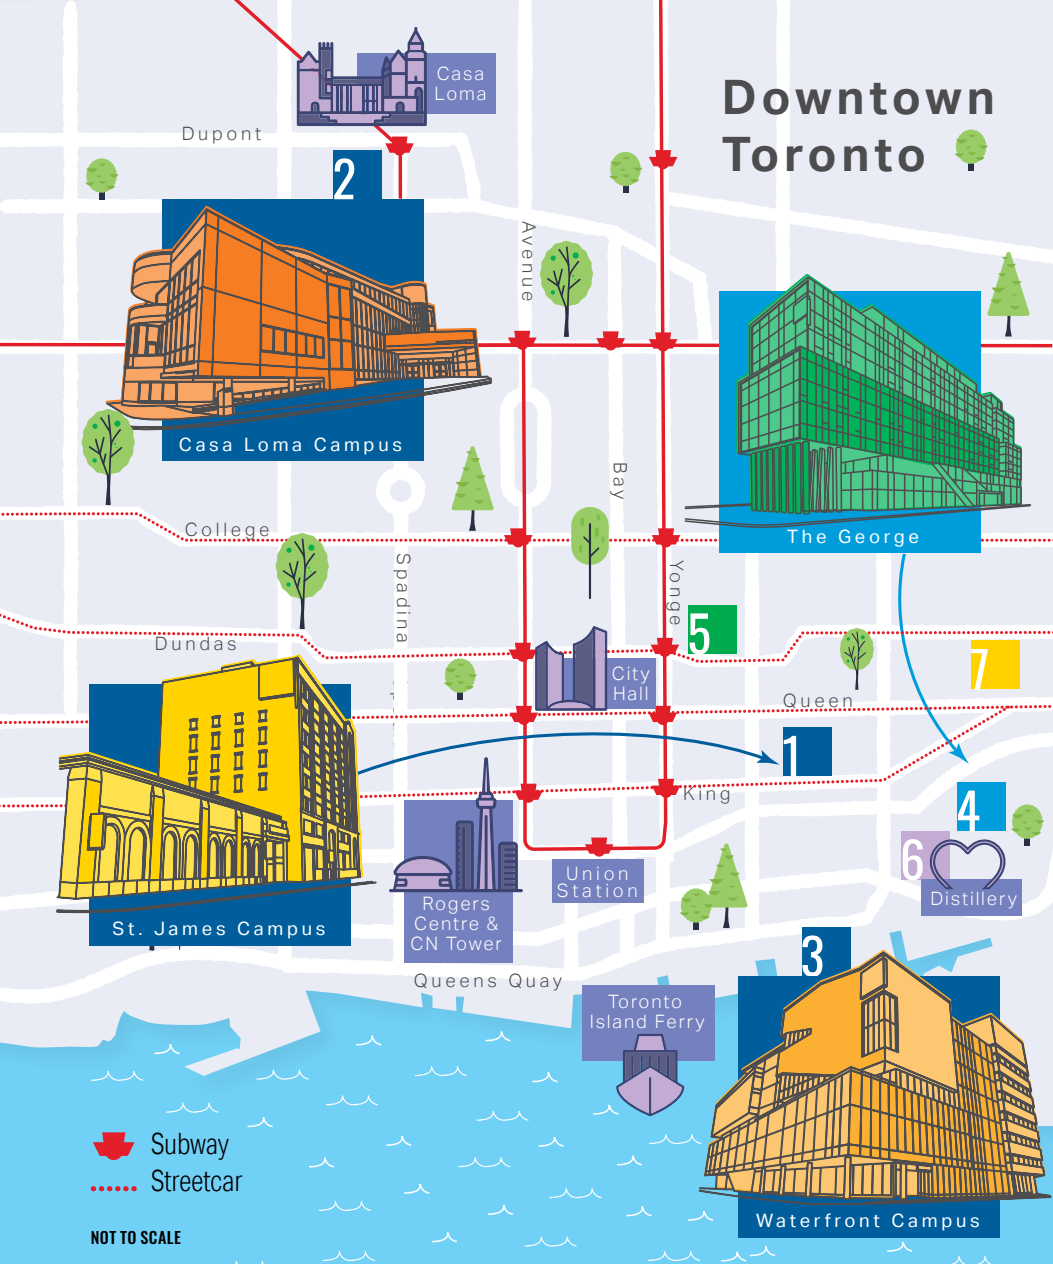 Downtown
Toronto
Casa
Loma
Dupont
2
Avenue
Casa Loma Campus
Bay
College
The George
Spadina
Yonge
Dundas
5
7
City
Hall
Queen
1
King
4
6
Distillery
Union
Station
Rogers
Centre &
CN Tower
St. James Campus
3
Queens Quay
Toronto
Island Ferry
Subway
Streetcar
Waterfront Campus
NOT TO SCALE